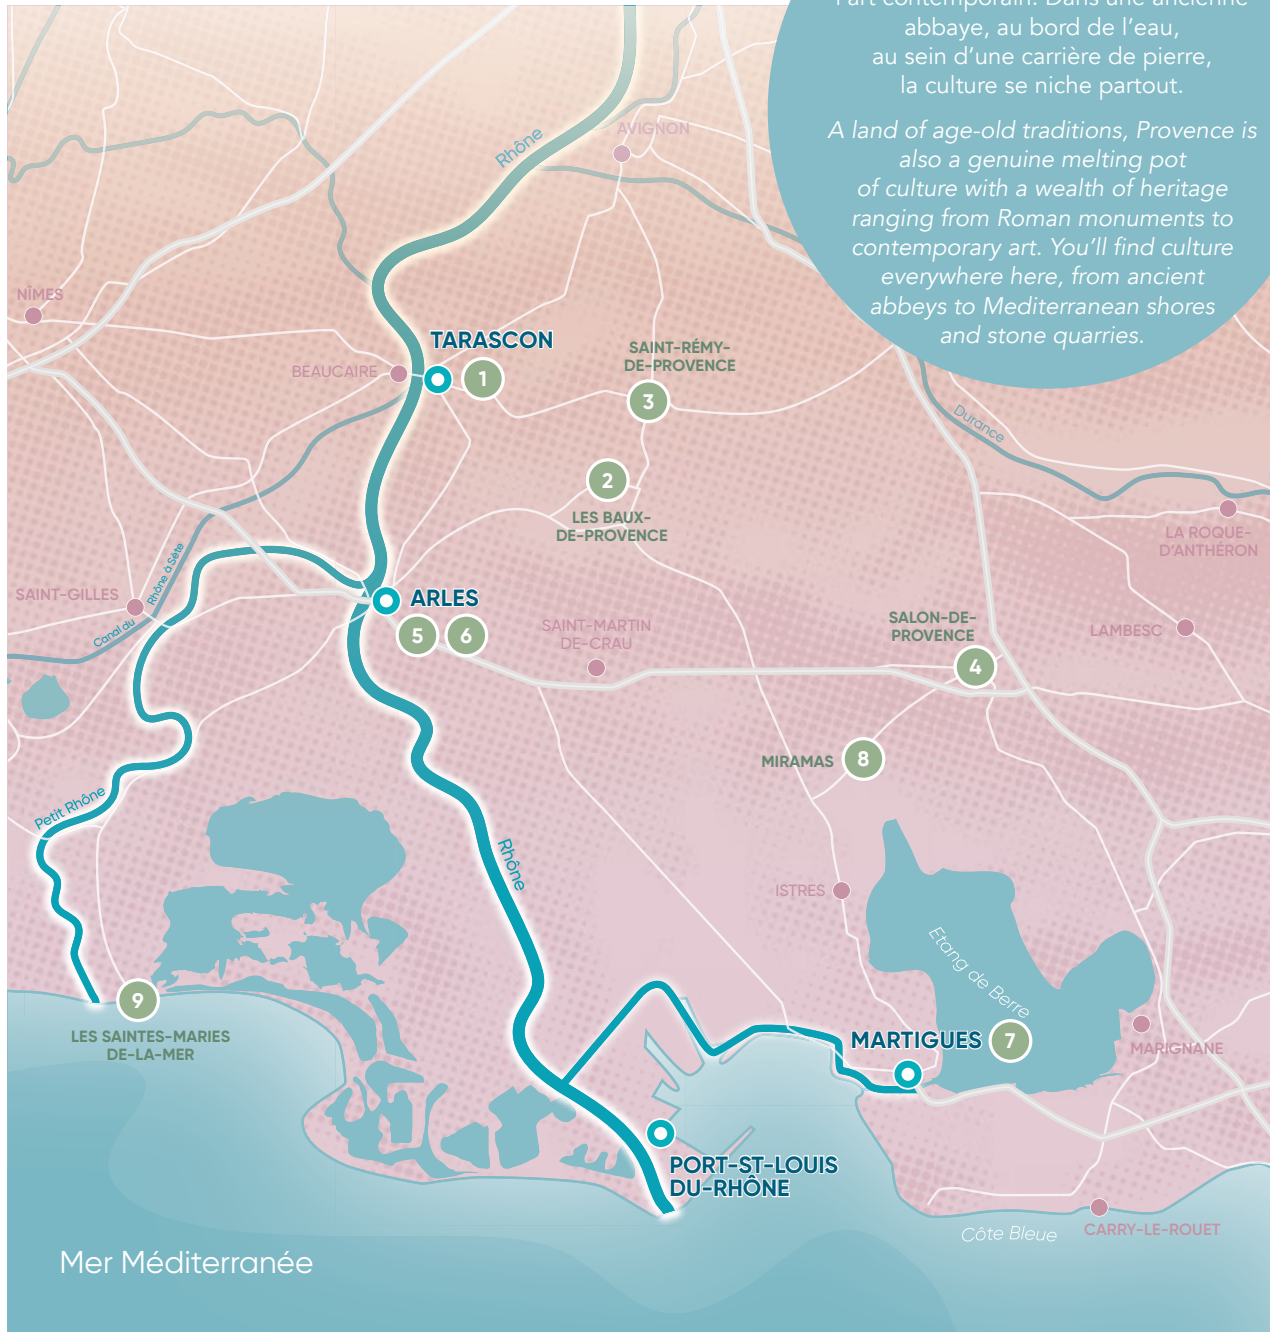 l'art contemporain. Dans une ancienne
abbaye, au bord de l'eau,
au sein d'une carrière de pierre,
la culture se niche partout.
A land of age-old traditions, Provence is
also a genuine melting pot
of culture with a wealth of heritage
ranging from Roman monuments to
contemporary art. You'll find culture
everywhere here, from ancient
abbeys to Mediterranean shores
and stone quarries.
AVIGNON
Rhône
NÎMES
TARASCON
1
BEAUCAIRE
SAINT-RÉMY-
DE-PROVENCE
3
Durance
2
LES BAUX-
DE-PROVENCE
LA ROQUE-
D'ANTHÉRON
SAINT-GILLES
Canal du
Rhône à Sète
ARLES
5
6
SAINT-MARTIN
DE-CRAU
SALON-DE-
PROVENCE
4
LAMBESC
MIRAMAS
8
Petit Rhône
Rhône
ISTRES
Etang de Berre
9
LES SAINTES-MARIES
DE-LA-MER
MARTIGUES
7
MARIGNANE
PORT-ST-LOUIS
DU-RHÔNE
Côte Bleue
CARRY-LE-ROUET
Mer Méditerranée